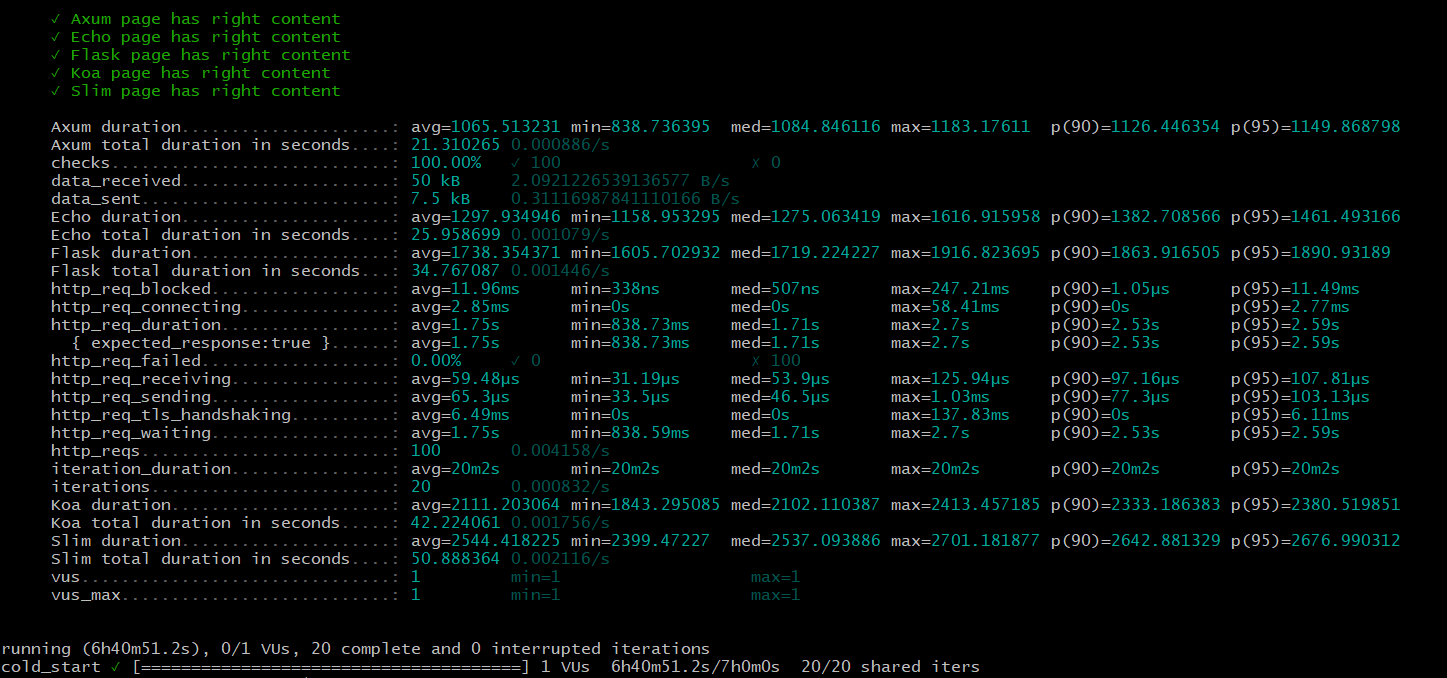 ✓ Axum page has right content
✓ Echo page has right content
✓ Flask page has right content
✓ Koa page has right content
✓ Slim page has right content
Axum duration.....................: avg=1065.513231 min=838.736395 med=1084.846116 max=1183.17611 p(90)=1126.446354 p(95)=1149.868798
Axum total duration in seconds....: 21.310265 0.000886/s
checks............................: 100.00% ✓ 100 ✗ 0
data_received.....................: 50 kB 2.0921226539136577 B/s
data_sent.........................: 7.5 kB 0.31116987841110166 B/s
Echo duration.....................: avg=1297.934946 min=1158.953295 med=1275.063419 max=1616.915958 p(90)=1382.708566 p(95)=1461.493166
Echo total duration in seconds....: 25.958699 0.001079/s
Flask duration....................: avg=1738.354371 min=1605.702932 med=1719.224227 max=1916.823695 p(90)=1863.916505 p(95)=1890.93189
Flask total duration in seconds...: 34.767087 0.001446/s
http_req_blocked..................: avg=11.96ms min=338ns med=507ns max=247.21ms p(90)=1.05µs p(95)=11.49ms
http_req_connecting...............: avg=2.85ms min=0s med=0s max=58.41ms p(90)=0s p(95)=2.77ms
http_req_duration.................: avg=1.75s min=838.73ms med=1.71s max=2.7s p(90)=2.53s p(95)=2.59s
{ expected_response:true }......: avg=1.75s min=838.73ms med=1.71s max=2.7s p(90)=2.53s p(95)=2.59s
http_req_failed...................: 0.00% ✓ 0 ✗ 100
http_req_receiving................: avg=59.48µs min=31.19µs med=53.9µs max=125.94µs p(90)=97.16µs p(95)=107.81µs
http_req_sending..................: avg=65.3µs min=33.5µs med=46.5µs max=1.03ms p(90)=77.3µs p(95)=103.13µs
http_req_tls_handshaking..........: avg=6.49ms min=0s med=0s max=137.83ms p(90)=0s p(95)=6.11ms
http_req_waiting..................: avg=1.75s min=838.59ms med=1.71s max=2.7s p(90)=2.53s p(95)=2.59s
http_reqs.........................: 100 0.004158/s
iteration_duration................: avg=20m2s min=20m2s med=20m2s max=20m2s p(90)=20m2s p(95)=20m2s
iterations........................: 20 0.000832/s
Koa duration......................: avg=2111.203064 min=1843.295085 med=2102.110387 max=2413.457185 p(90)=2333.186383 p(95)=2380.519851
Koa total duration in seconds.....: 42.224061 0.001756/s
Slim duration.....................: avg=2544.418225 min=2399.47227 med=2537.093886 max=2701.181877 p(90)=2642.881329 p(95)=2676.990312
Slim total duration in seconds....: 50.888364 0.002116/s
vus...............................: 1 min=1 max=1
vus_max...........................: 1 min=1 max=1
running (6h40m51.2s), 0/1 VUs, 20 complete and 0 interrupted iterations
cold_start ✓ [======================================] 1 VUs 6h40m51.2s/7h0m0s 20/20 shared iters